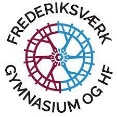 FREDERIKSVÆRK
GYMNASIUM OG HF